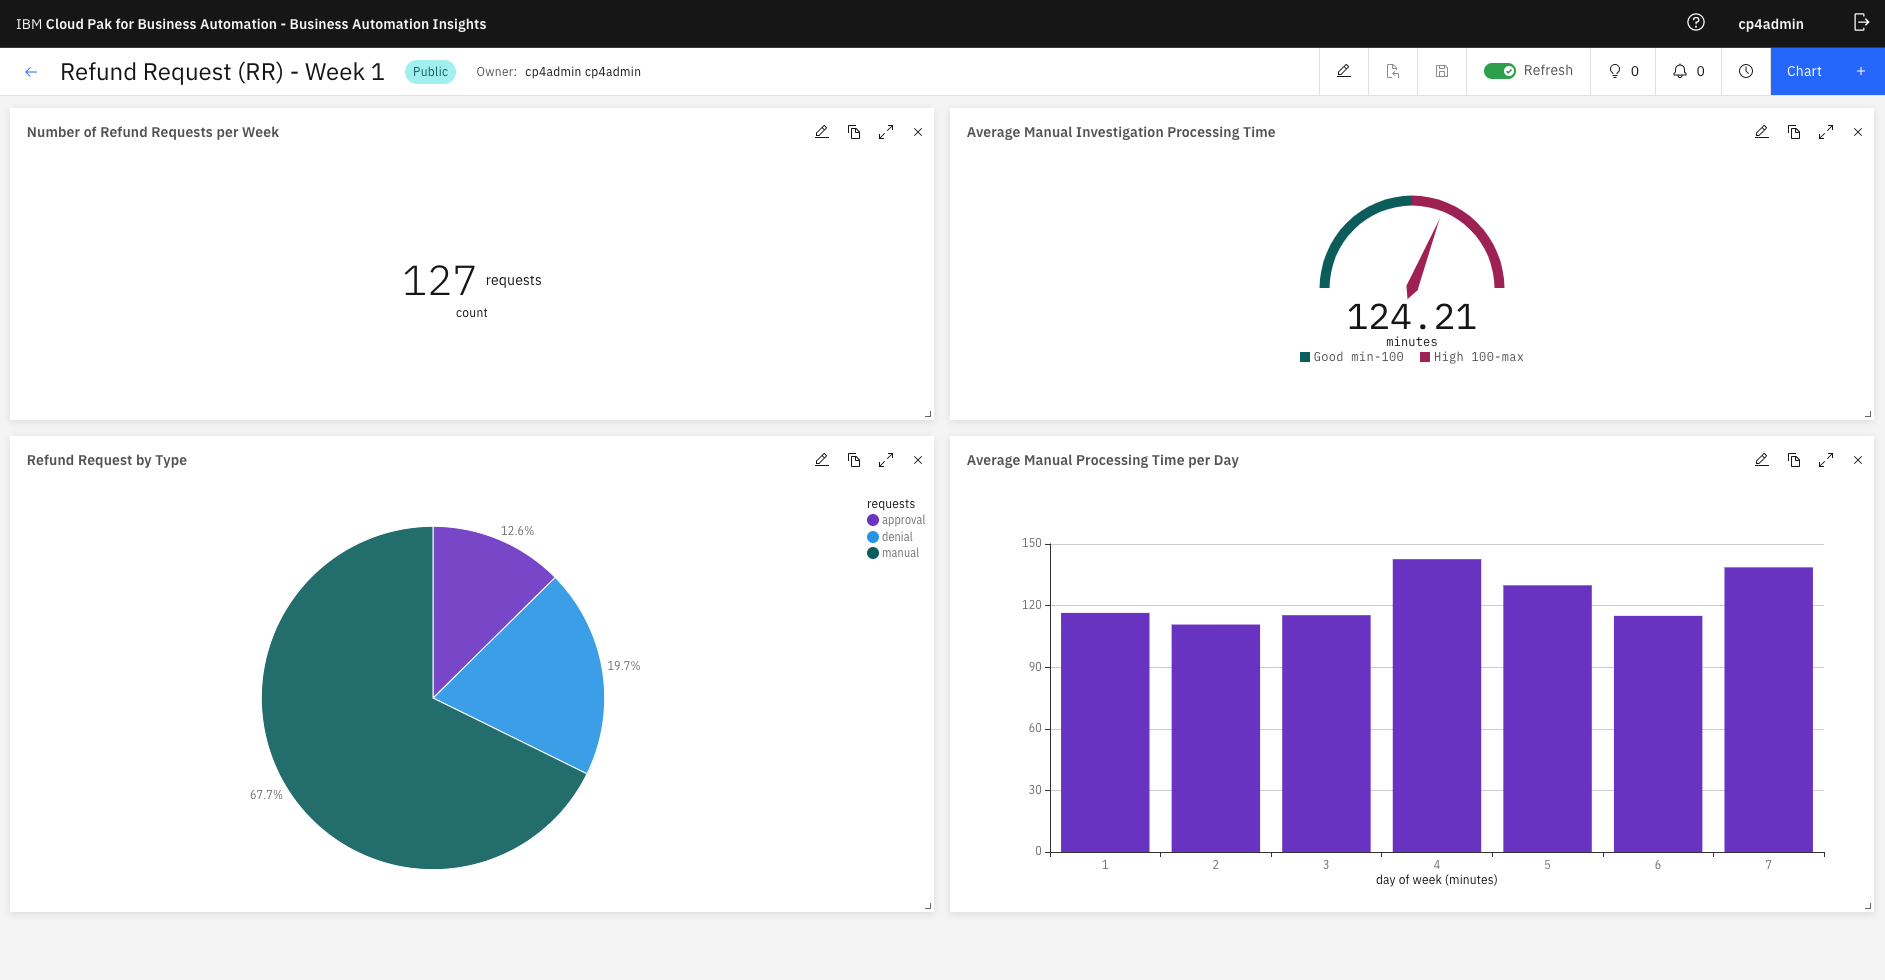 IBM Cloud Pak for Business Automation - Business Automation Insights
cp4admin
Refund Request (RR) - Week 1
Public
Owner: cp4admin cp4admin
Refresh
0
0
Chart
Number of Refund Requests per Week
127 requests
count
Average Manual Investigation Processing Time
124.21
minutes
Good min-100 High 100-max
Refund Request by Type
requests
approval
denial
manual
12.6%
19.7%
67.7%
Average Manual Processing Time per Day
150
120
90
60
30
0
1 2 3 4 5 6 7
day of week (minutes)